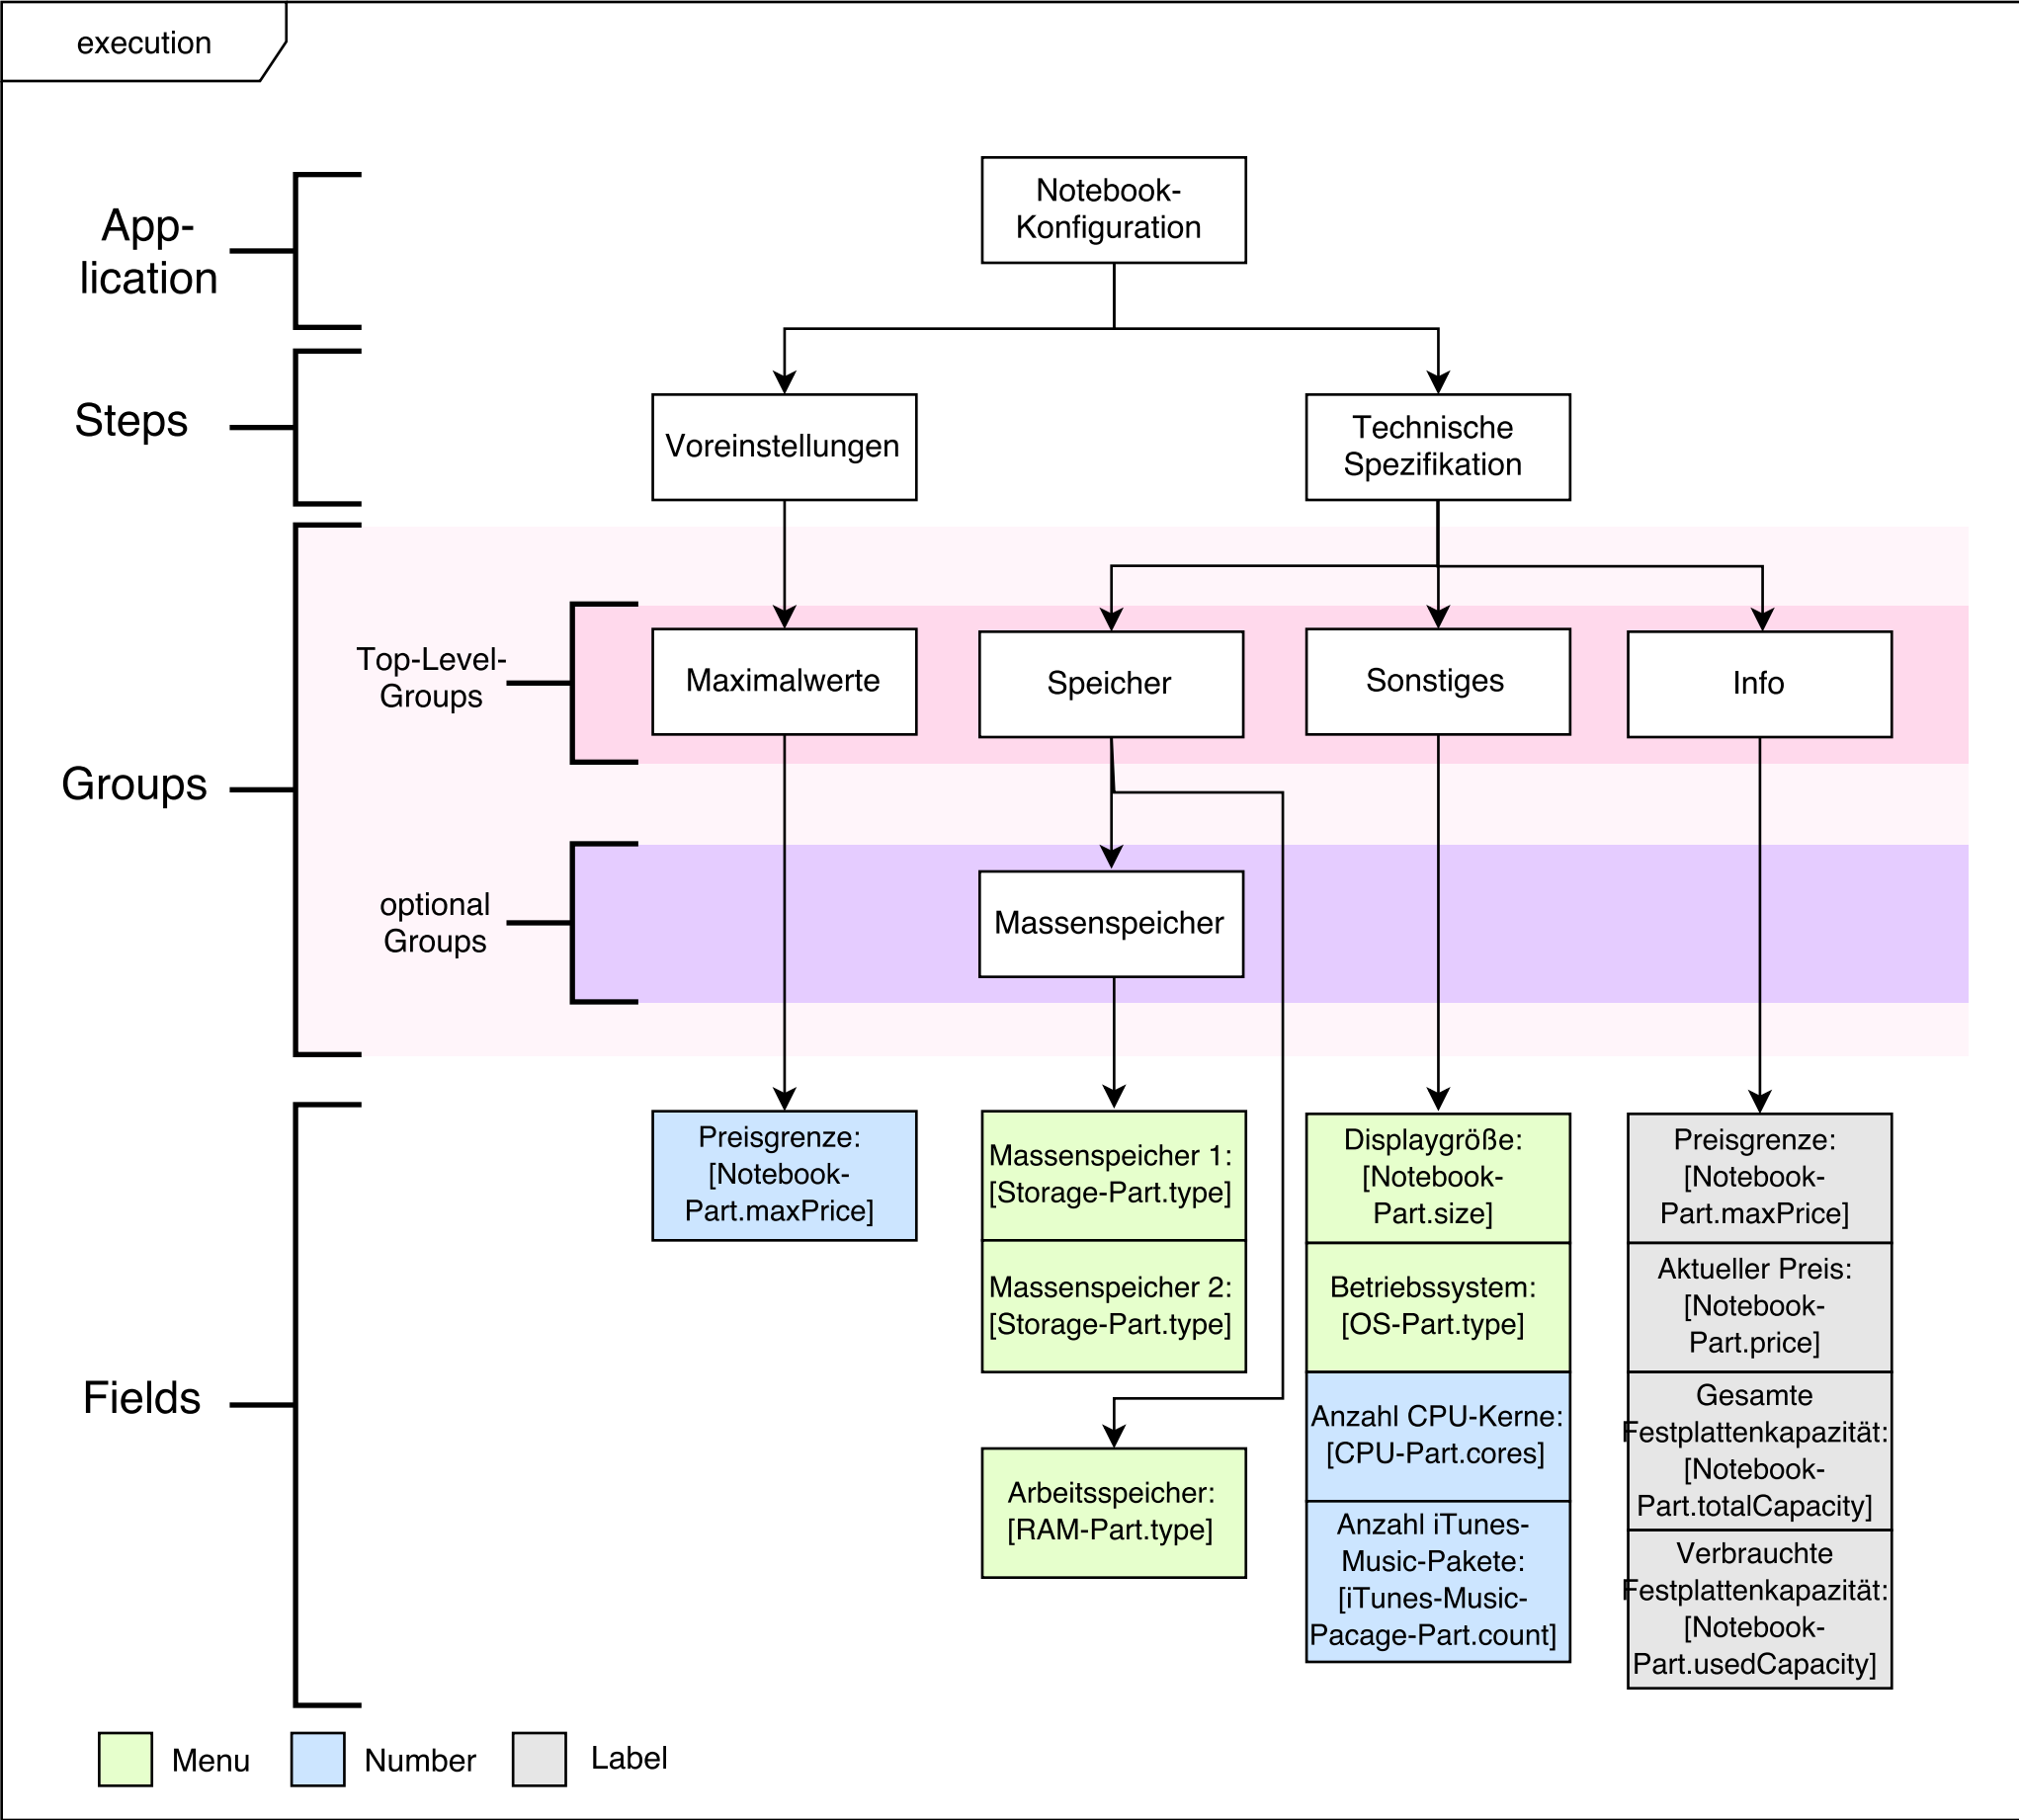 execution
Notebook-
Konfiguration
App-
lication
Steps
Voreinstellungen
Technische
Spezifikation
Groups
Top-Level-
Groups
Maximalwerte
Speicher
Sonstiges
Info
optional
Groups
Massenspeicher
Fields
Preisgrenze:
[Notebook-
Part.maxPrice]
Massenspeicher 1:
[Storage-Part.type]
Massenspeicher 2:
[Storage-Part.type]
Arbeitsspeicher:
[RAM-Part.type]
Displaygröße:
[Notebook-
Part.size]
Betriebssystem:
[OS-Part.type]
Anzahl CPU-Kerne:
[CPU-Part.cores]
Anzahl iTunes-
Music-Pakete:
[iTunes-Music-
Pacage-Part.count]
Preisgrenze:
[Notebook-
Part.maxPrice]
Aktueller Preis:
[Notebook-
Part.price]
Gesamte
Festplattenkapazität:
[Notebook-
Part.totalCapacity]
Verbrauchte
Festplattenkapazität:
[Notebook-
Part.usedCapacity]
Menu
Number
Label